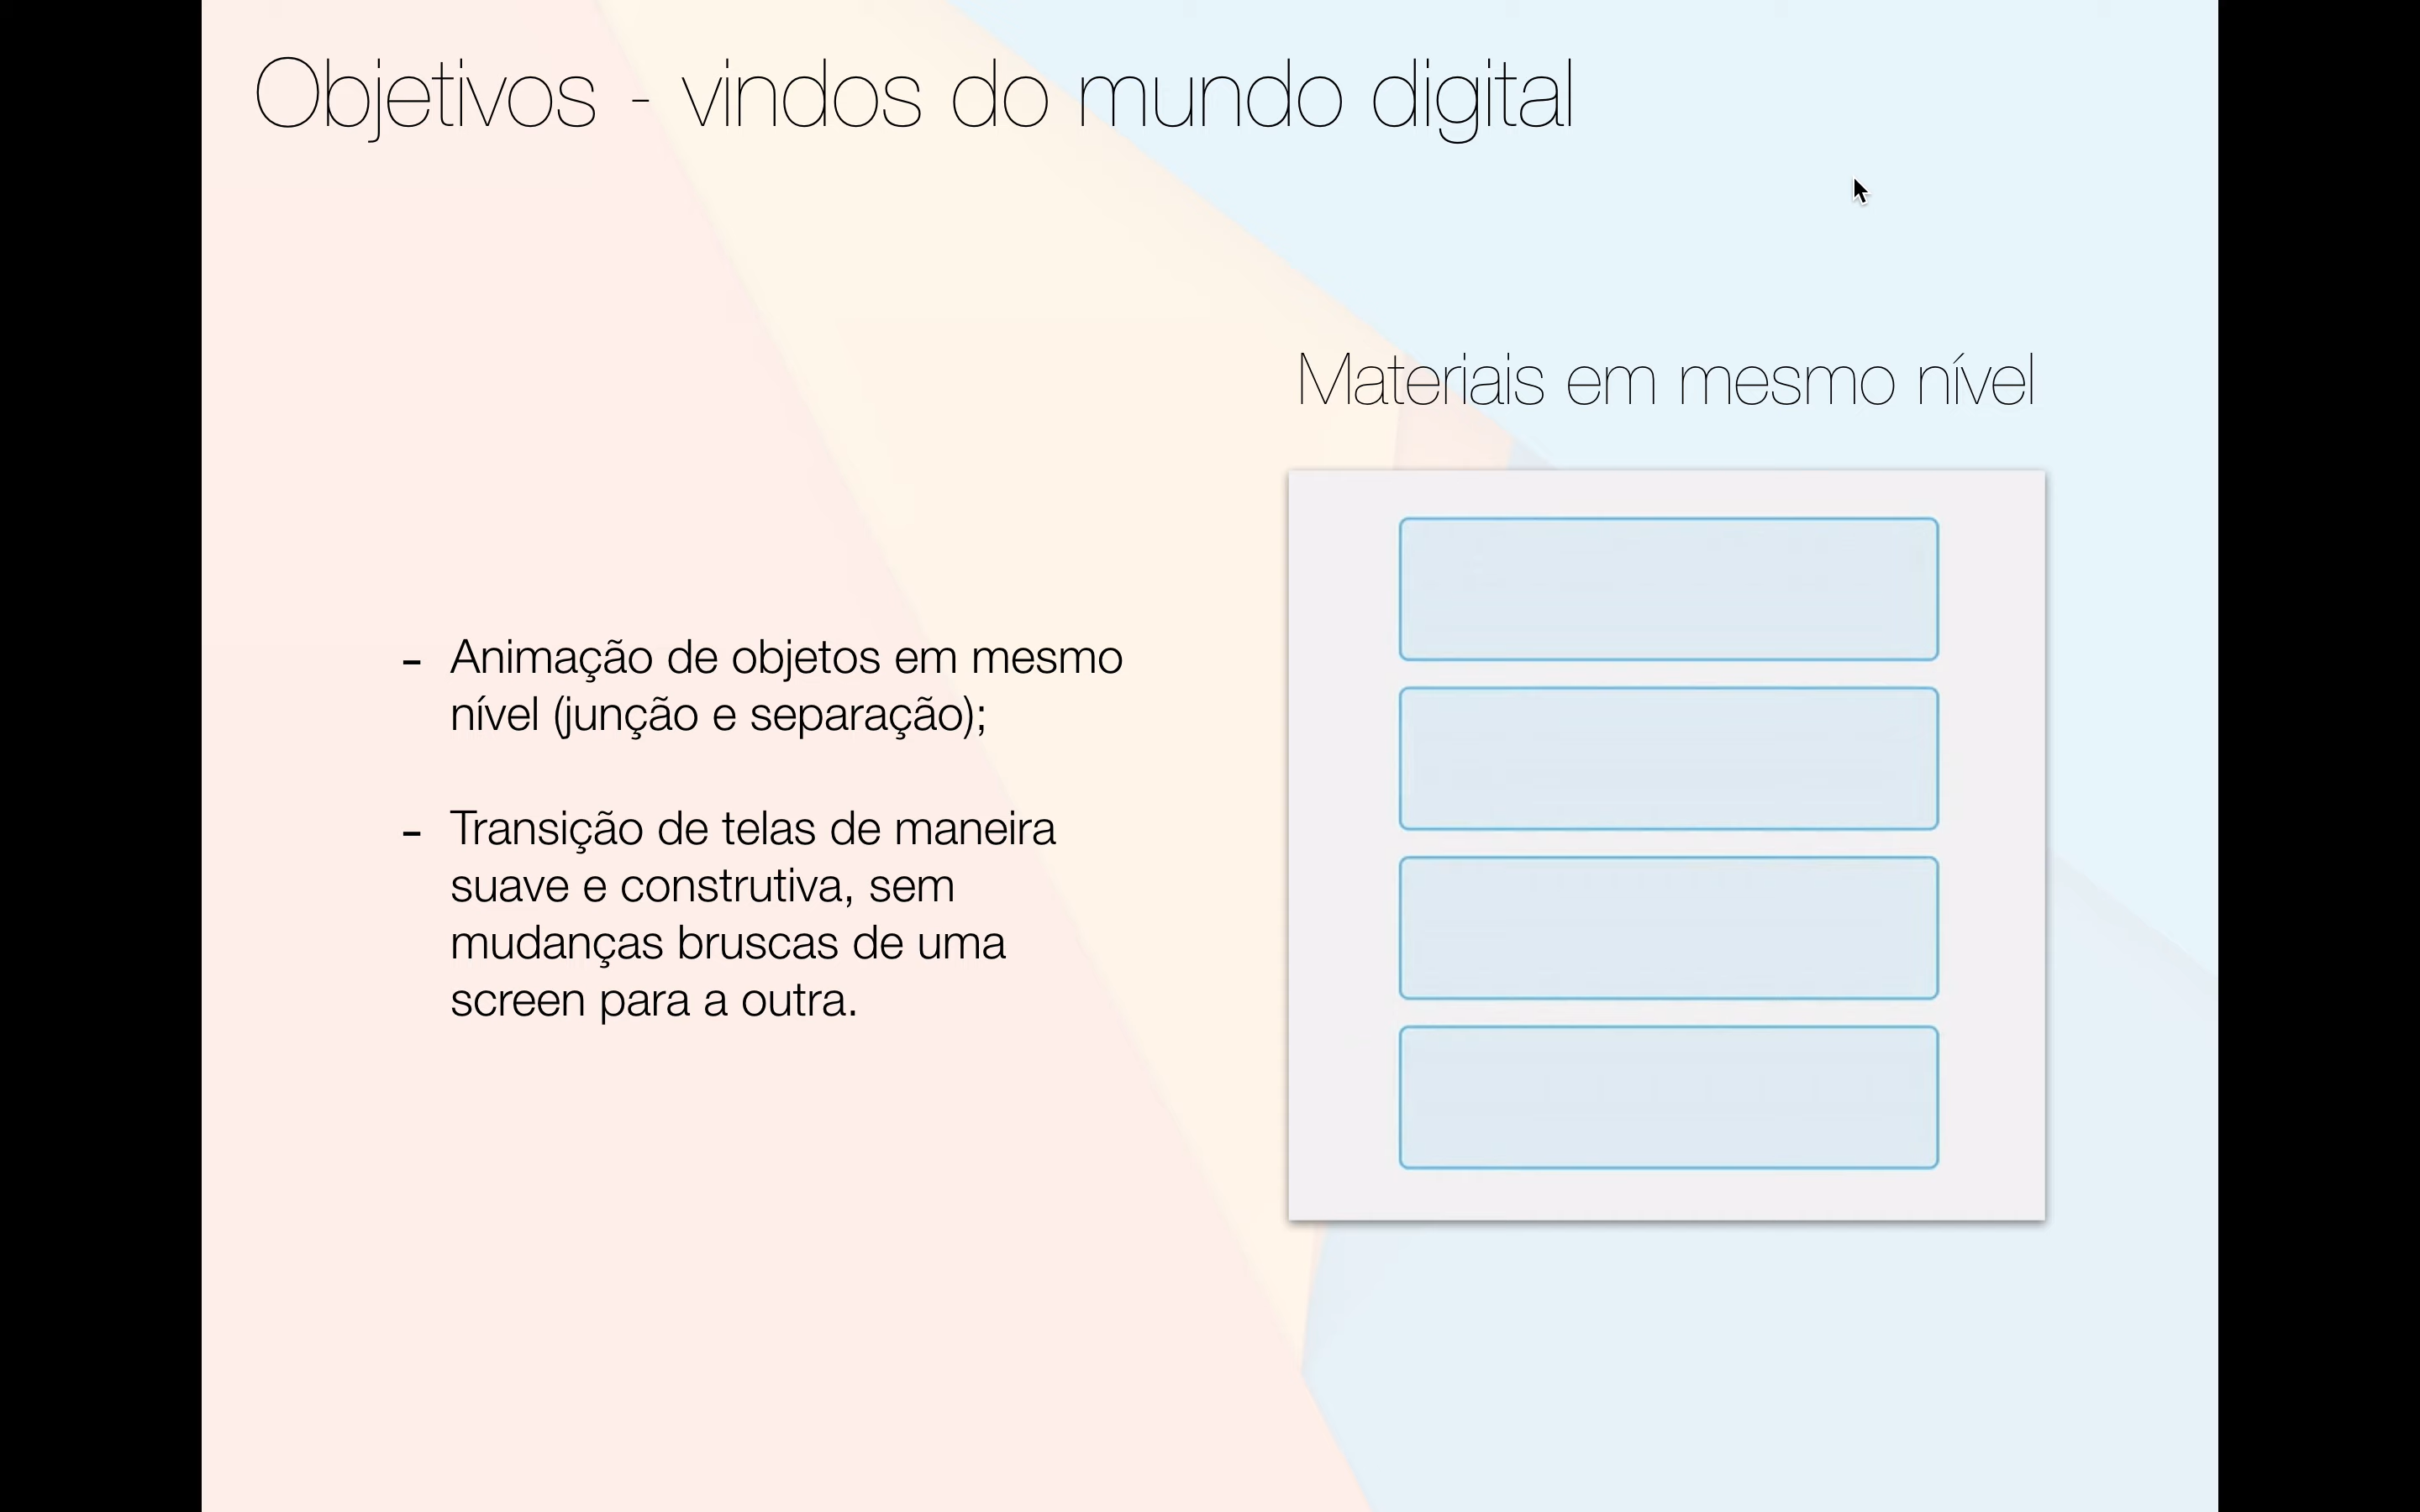 Objetivos - vindos do mundo digital
Materiais em mesmo nível
- Animação de objetos em mesmo
nível (junção e separação);
- Transição de telas de maneira
suave e construtiva, sem
mudanças bruscas de uma
screen para a outra.